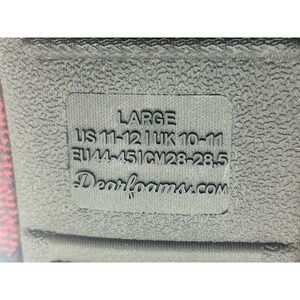 LARGE
US 11-12 | UK 10-11
EU 44-45 | CM 28-28.5
Dearfoams.com